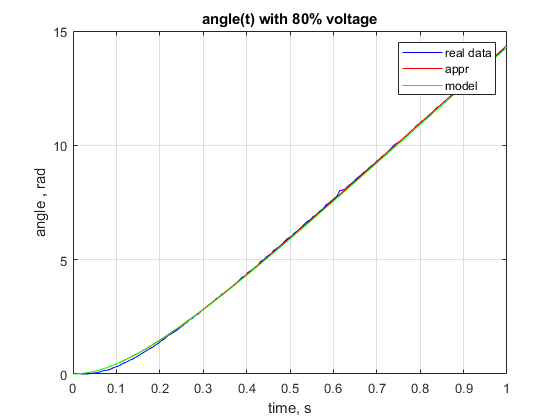 angle(t) with 80% voltage
real data
appr
model
15
10
5
0
angle , rad
0 0.1 0.2 0.3 0.4 0.5 0.6 0.7 0.8 0.9 1
time, s